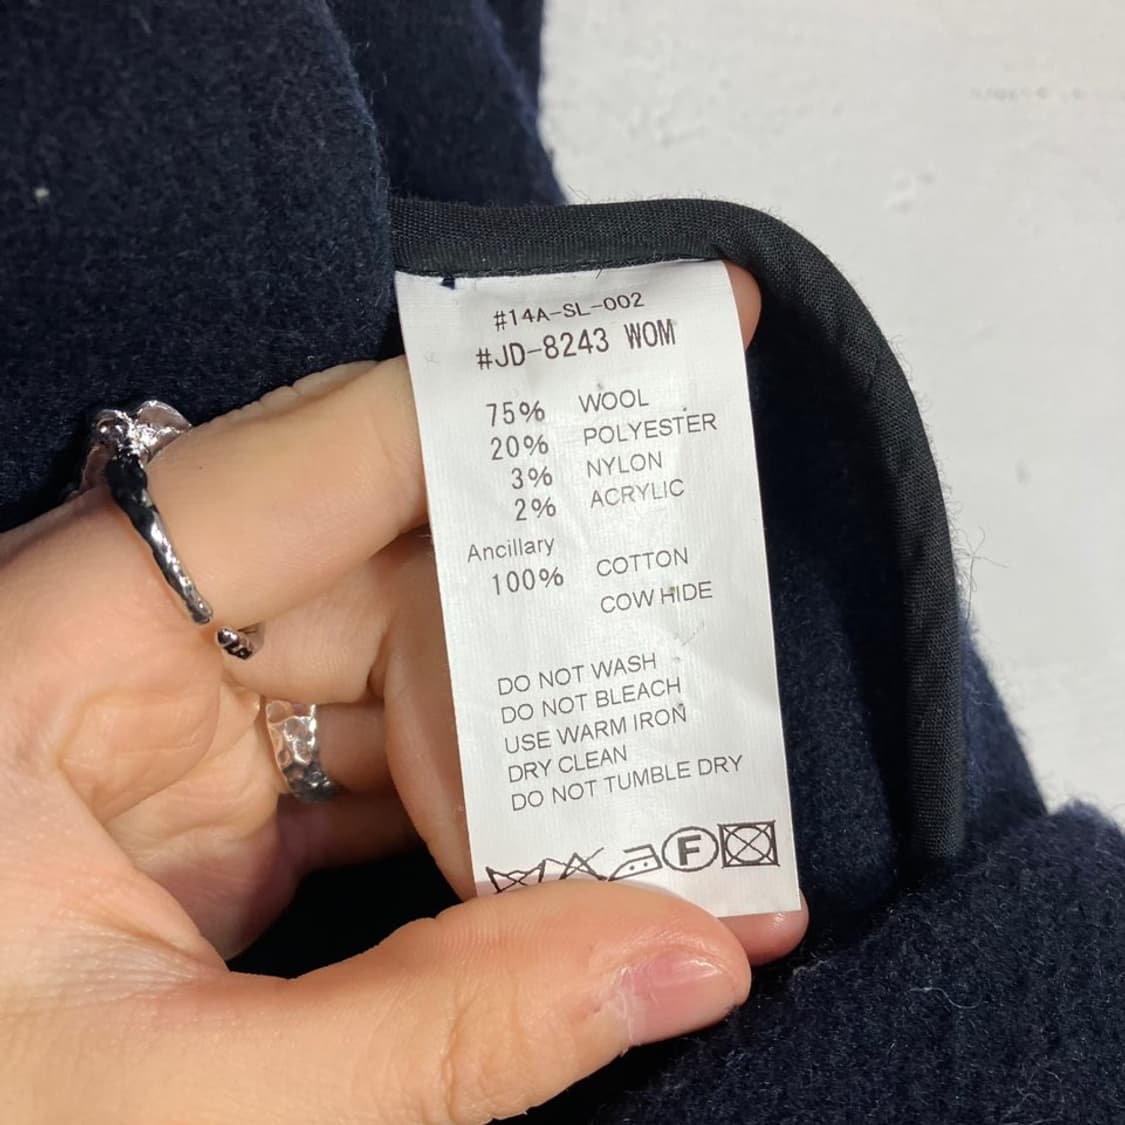 #14A-SL-002
#JD-8243 WOM
75% WOOL
20% POLYESTER
3% NYLON
2% ACRYLIC
Ancillary
100% COTTON
COW HIDE
DO NOT WASH
DO NOT BLEACH
USE WARM IRON
DRY CLEAN
DO NOT TUMBLE DRY
F